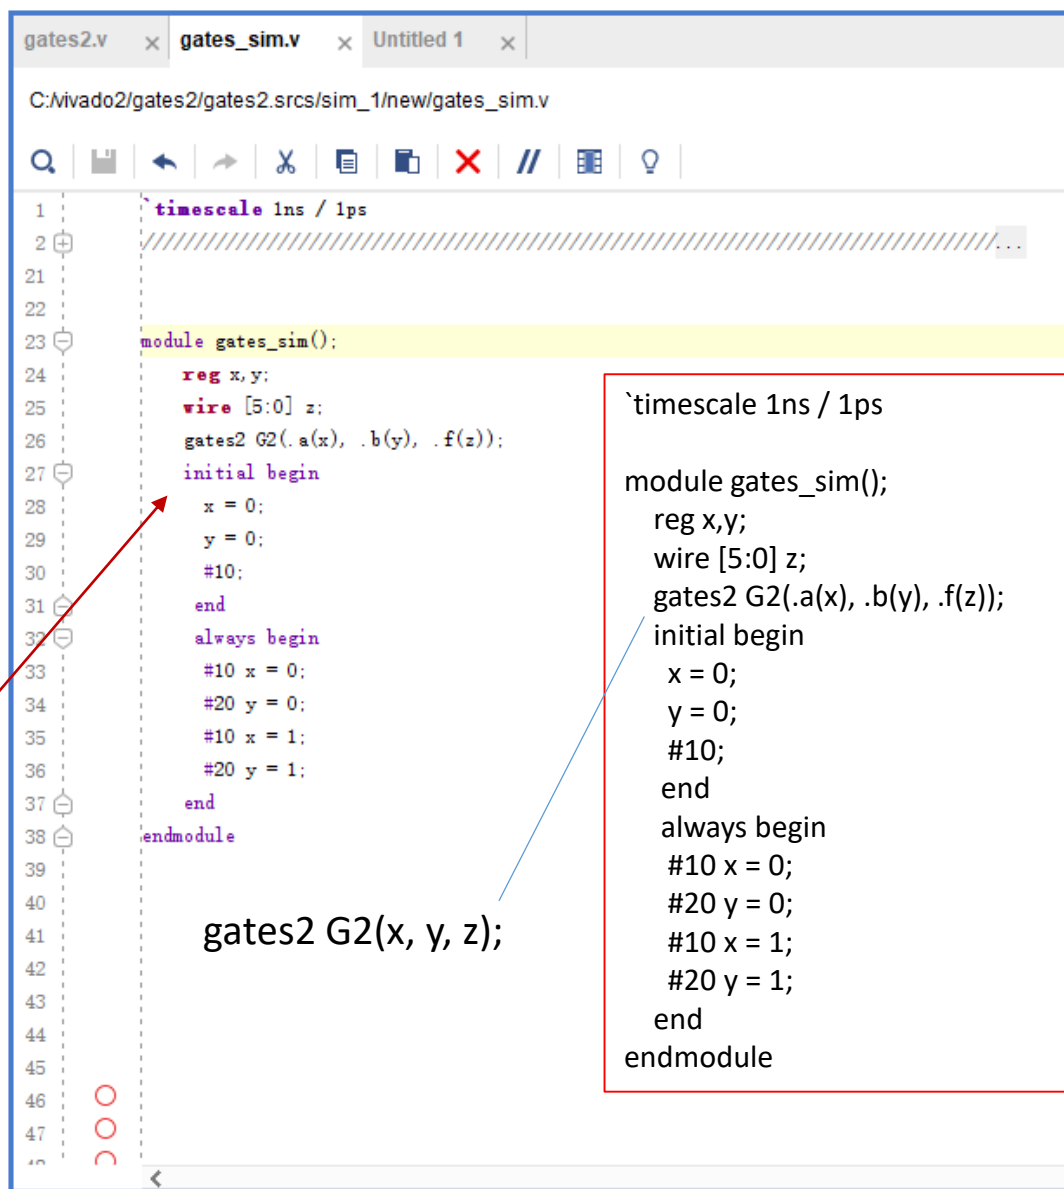 gates2.v × gates_sim.v × Untitled 1 ×
C:/vivado2/gates2/gates2.srcs/sim_1/new/gates_sim.v
1 `timescale 1ns / 1ps
2 //////////////////////////////////////////////////////////////////////////////////...
21
22
23 module gates_sim();
24 reg x,y;
25 wire [5:0] z;
26 gates2 G2(.a(x), .b(y), .f(z));
27 initial begin
28 x = 0;
29 y = 0;
30 #10;
31 end
32 always begin
33 #10 x = 0;
34 #20 y = 0;
35 #10 x = 1;
36 #20 y = 1;
37 end
38 endmodule
39
40
41
42
43
44
45
46
47
gates2 G2(x, y, z);
`timescale 1ns / 1ps
module gates_sim();
reg x,y;
wire [5:0] z;
gates2 G2(.a(x), .b(y), .f(z));
initial begin
x = 0;
y = 0;
#10;
end
always begin
#10 x = 0;
#20 y = 0;
#10 x = 1;
#20 y = 1;
end
endmodule